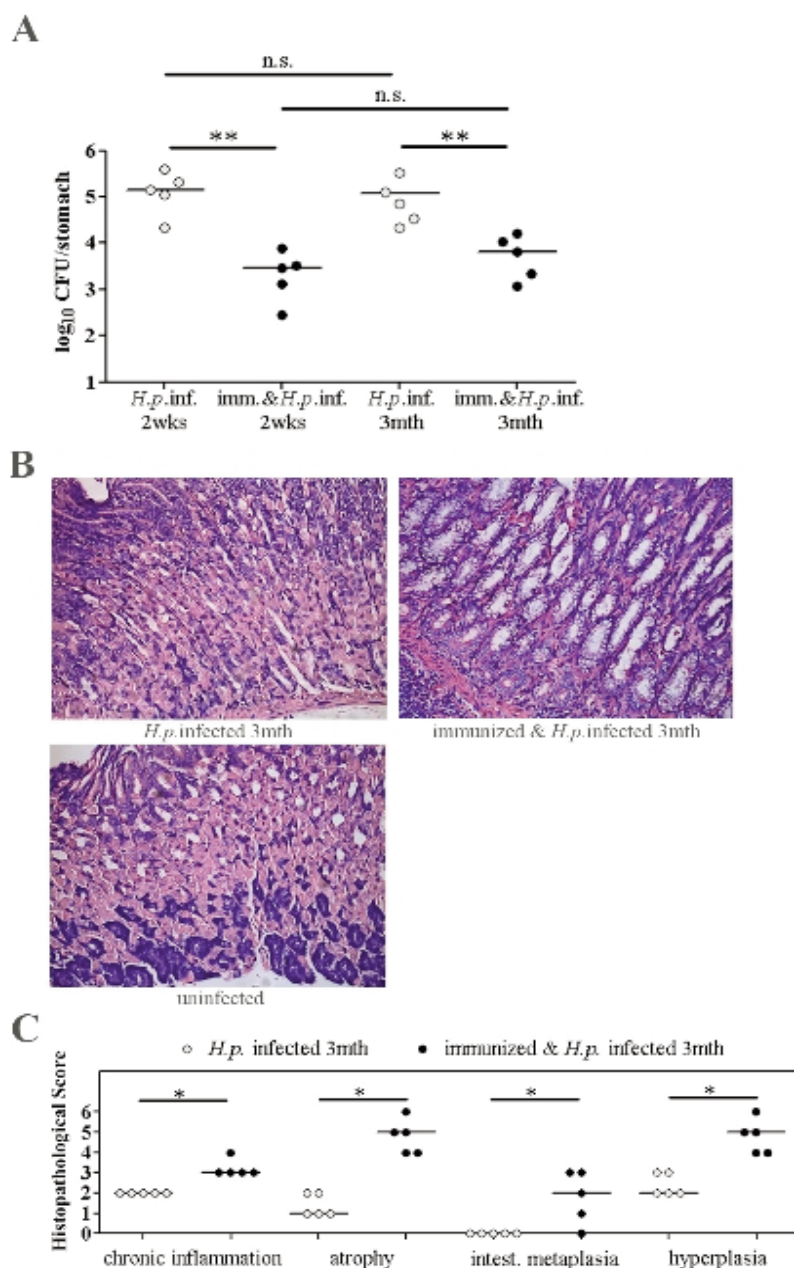 A
n.s.
n.s.
** **
log10 CFU/stomach
6
5
4
3
2
1
H.p.inf. imm.&H.p.inf. H.p.inf. imm.&H.p.inf.
2wks 2wks 3mth 3mth
B
H.p.infected 3mth immunized & H.p.infected 3mth
uninfected
C
H.p. infected 3mth immunized & H.p. infected 3mth
* * * *
Histopathological Score
6
5
4
3
2
1
0
chronic inflammation atrophy intest. metaplasia hyperplasia